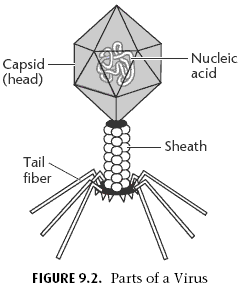 Capsid
(head)
Nucleic
acid
Sheath
Tail
fiber
FIGURE 9.2. Parts of a Virus